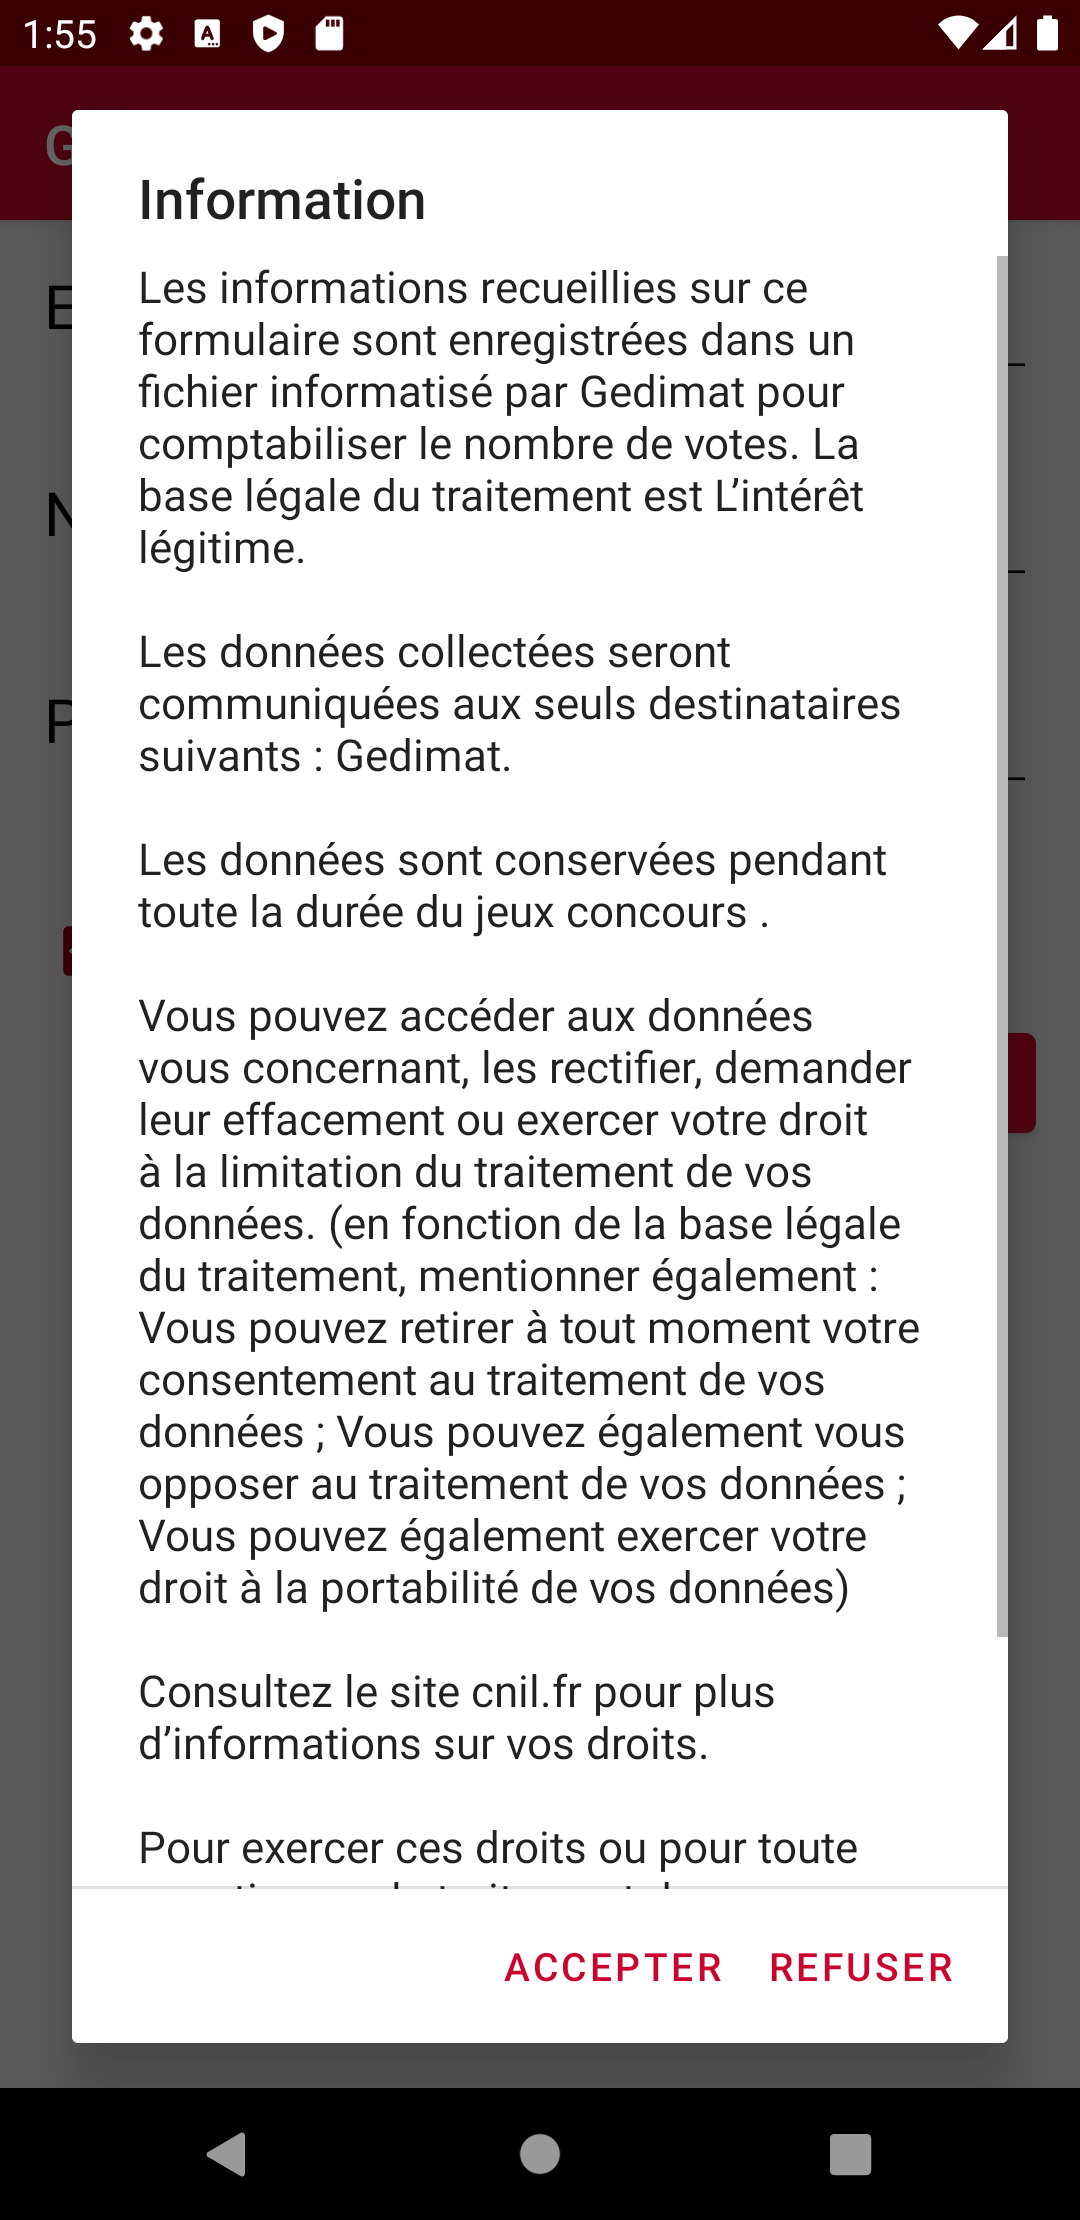 1:55
Information
Les informations recueillies sur ce
formulaire sont enregistrées dans un
fichier informatisé par Gedimat pour
comptabiliser le nombre de votes. La
base légale du traitement est L’intérêt
légitime.
Les données collectées seront
communiquées aux seuls destinataires
suivants : Gedimat.
Les données sont conservées pendant
toute la durée du jeux concours .
Vous pouvez accéder aux données
vous concernant, les rectifier, demander
leur effacement ou exercer votre droit
à la limitation du traitement de vos
données. (en fonction de la base légale
du traitement, mentionner également :
Vous pouvez retirer à tout moment votre
consentement au traitement de vos
données ; Vous pouvez également vous
opposer au traitement de vos données ;
Vous pouvez également exercer votre
droit à la portabilité de vos données)
Consultez le site cnil.fr pour plus
d’informations sur vos droits.
Pour exercer ces droits ou pour toute
ACCEPTER REFUSER